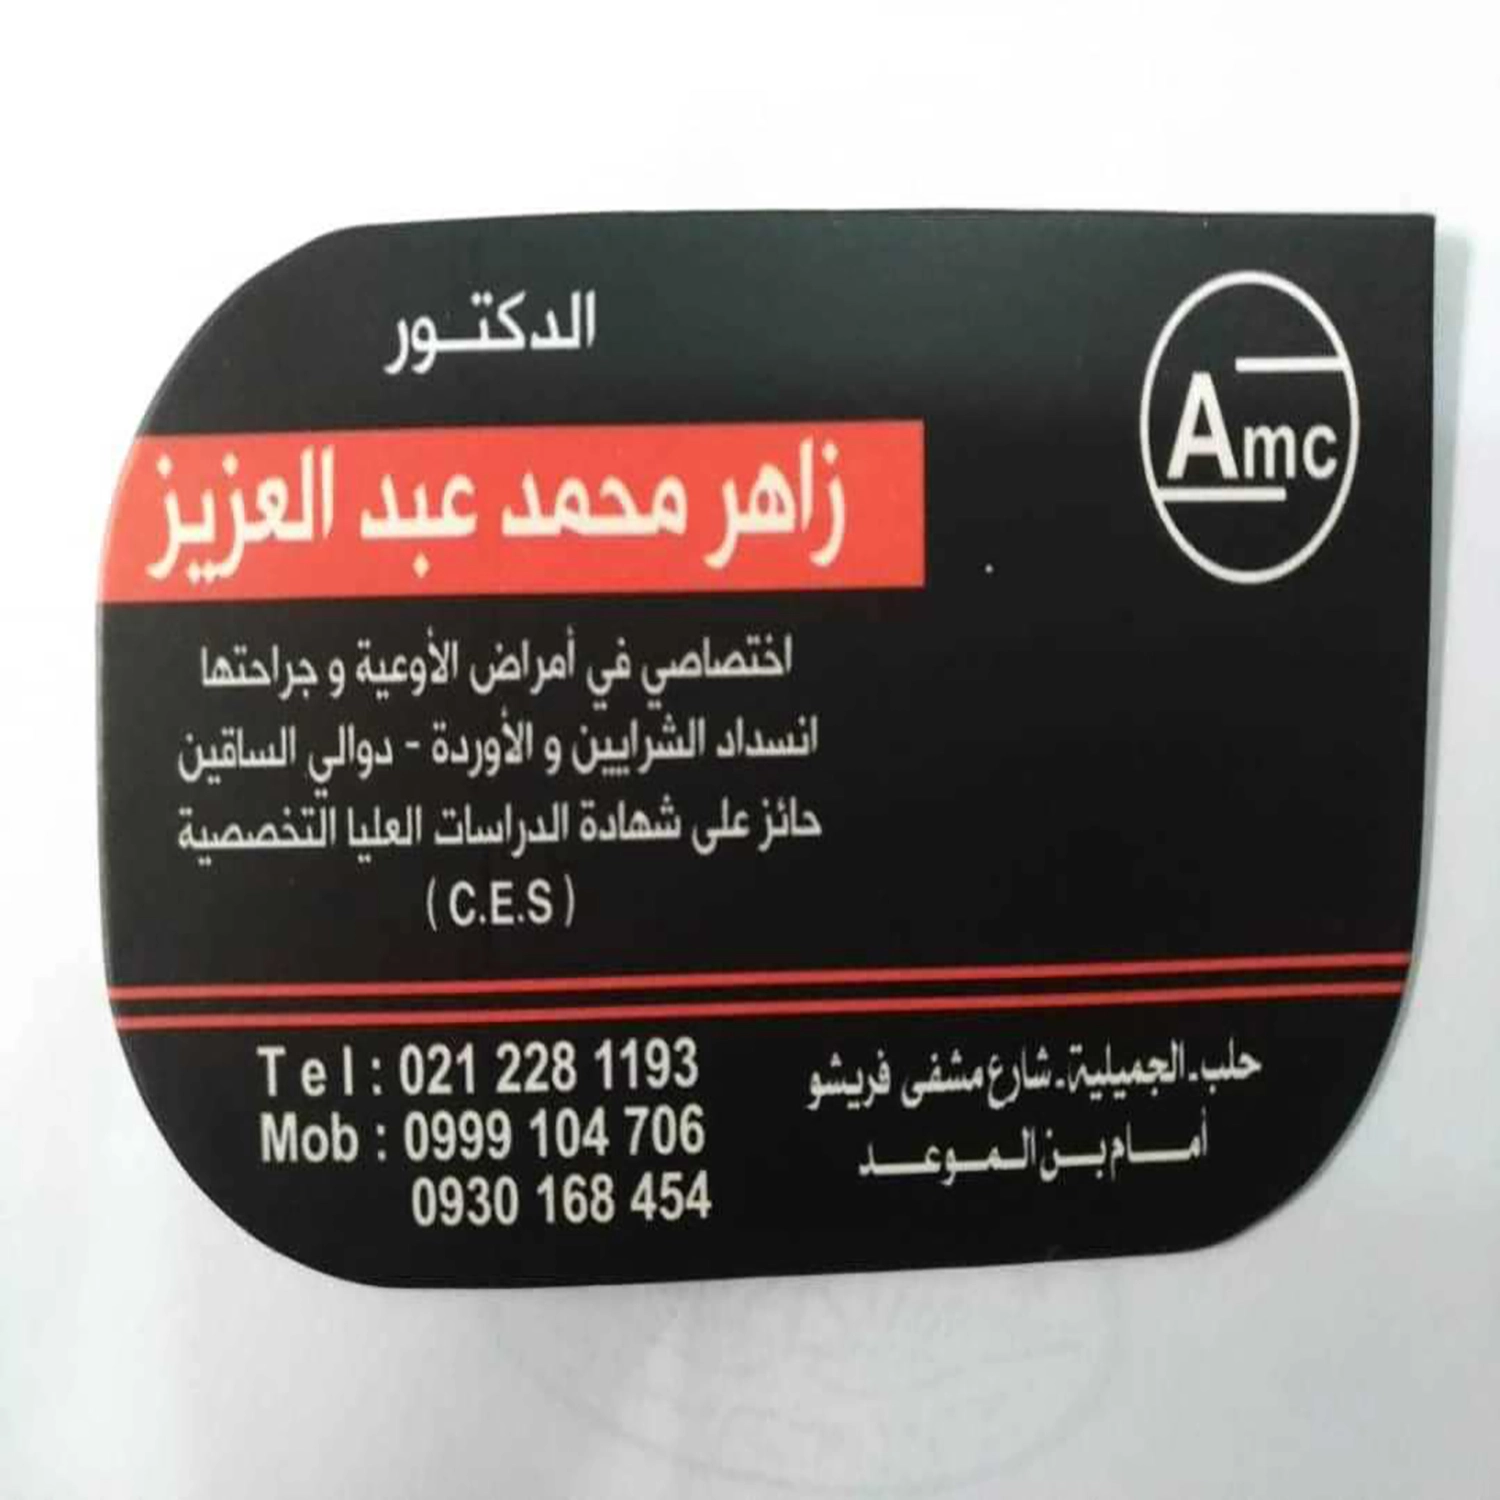 Amc
الدكتور
زاهر محمد عبد العزيز
اختصاصي في أمراض الأوعية و جراحتها
انسداد الشرايين و الأوردة - دوالي الساقين
حائز على شهادة الدراسات العليا التخصصية
(C.E.S)
حلب - الجميلية - شارع مشفى فريشو
أمام بن الموعد
Tel : 021 228 1193
Mob : 0999 104 706
0930 168 454